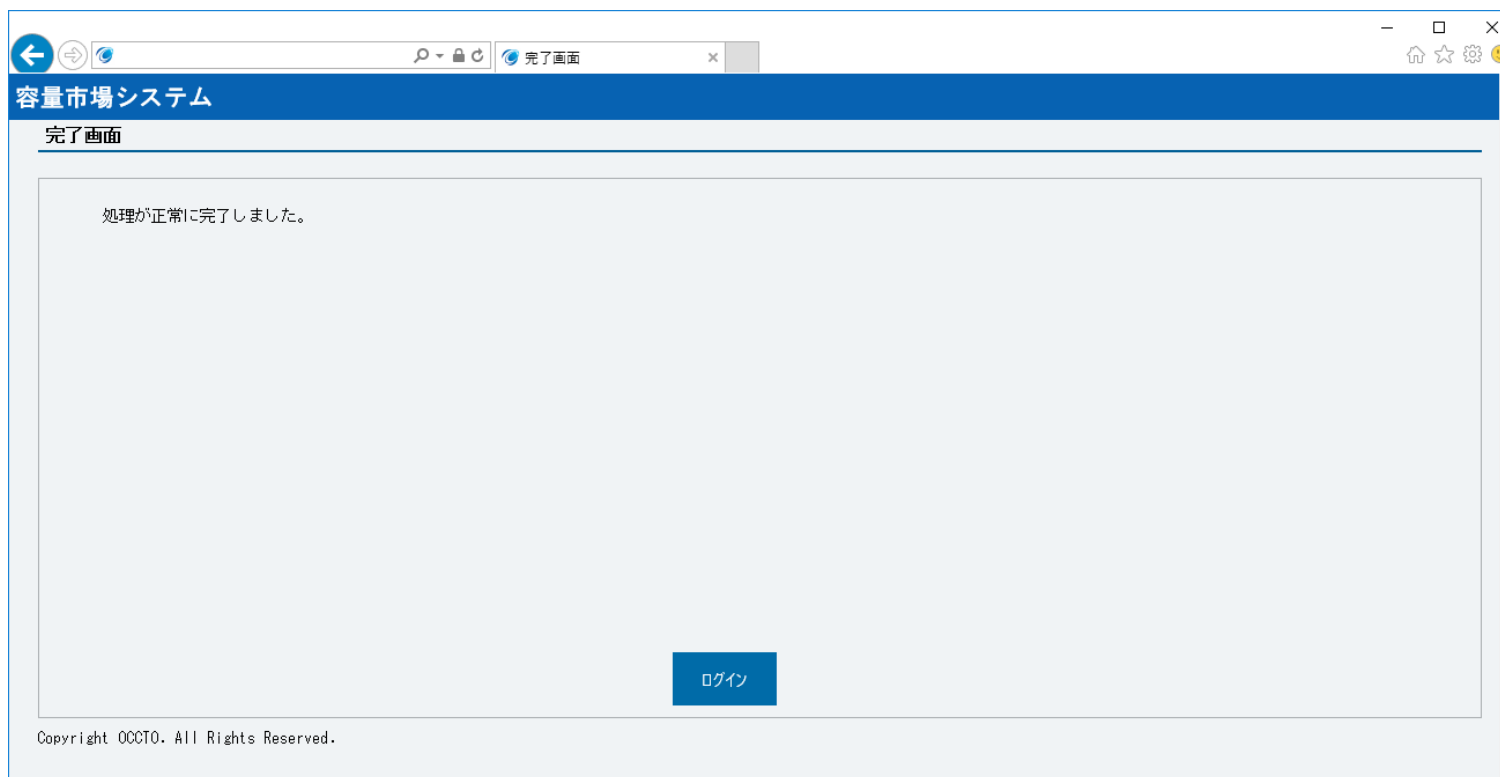 完了画面
容量市場システム
完了画面
処理が正常に完了しました。
ログイン
Copyright OCCTO. All Rights Reserved.